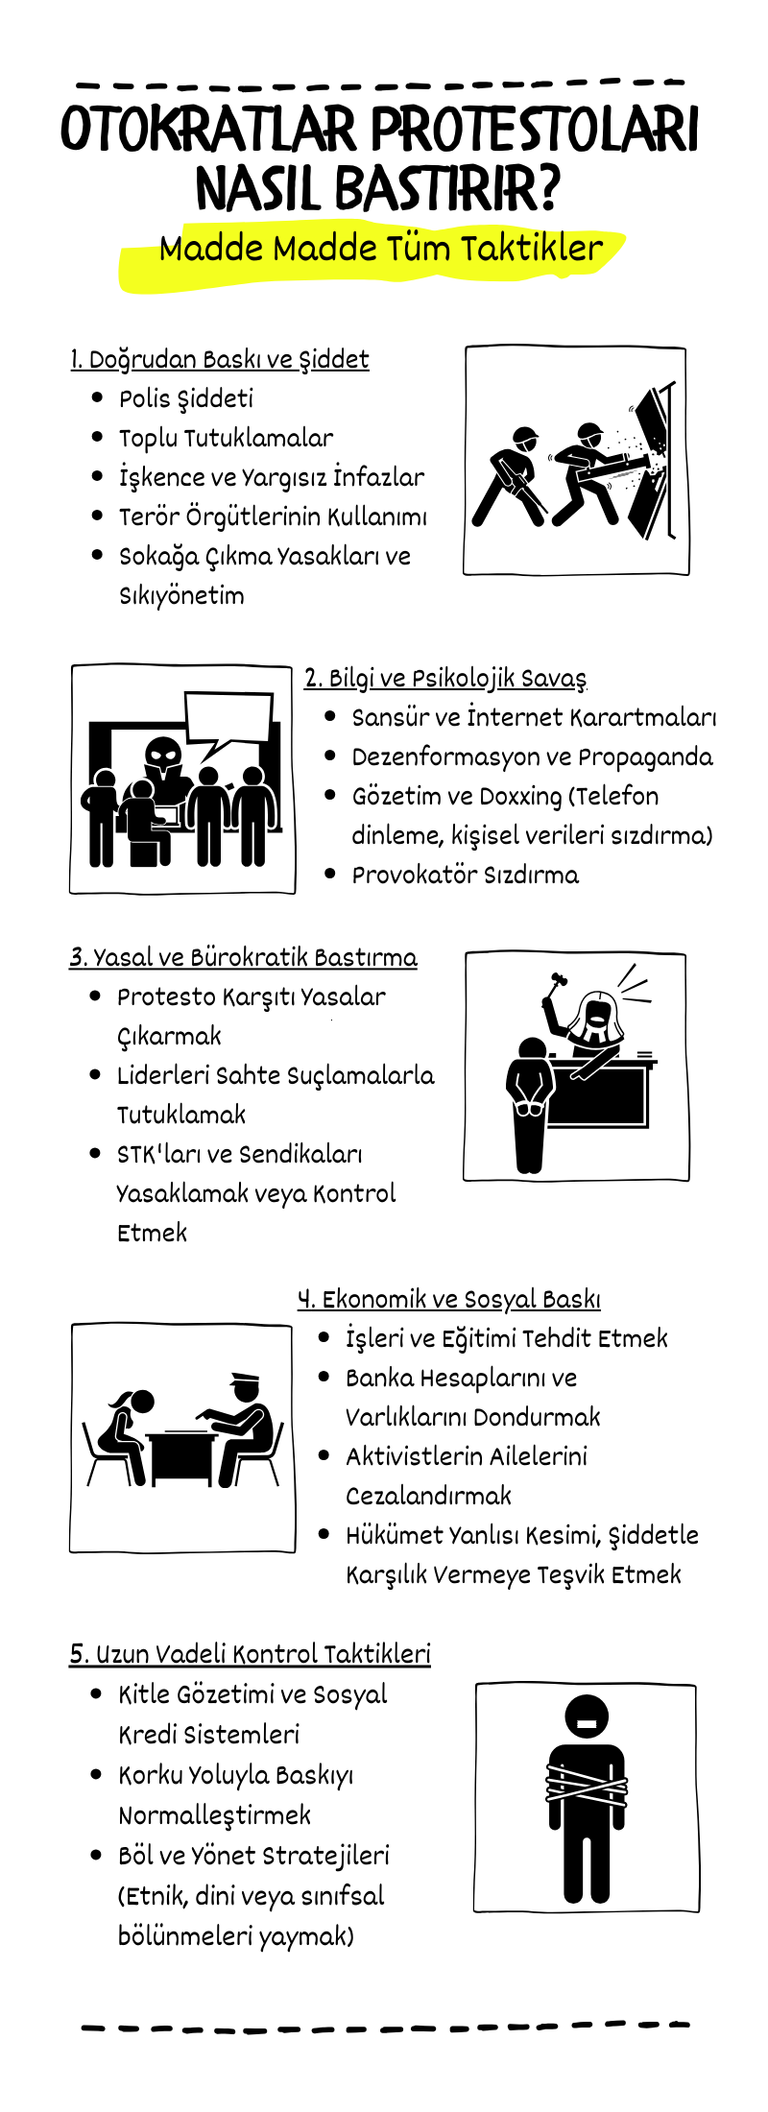 OTOKRATLAR PROTESTOLARI
NASIL BASTIRIR?
Madde Madde Tüm Taktikler
1. Doğrudan Baskı ve Şiddet
• Polis Şiddeti
• Toplu Tutuklamalar
• İşkence ve Yargısız İnfazlar
• Terör Örgütlerinin Kullanımı
• Sokağa Çıkma Yasakları ve
Sıkıyönetim
2. Bilgi ve Psikolojik Savaş
• Sansür ve İnternet Karartmaları
• Dezenformasyon ve Propaganda
• Gözetim ve Doxxing (Telefon
dinleme, kişisel verileri sızdırma)
• Provokatör Sızdırma
3. Yasal ve Bürokratik Bastırma
• Protesto Karşıtı Yasalar
Çıkarmak
• Liderleri Sahte Suçlamalarla
Tutuklamak
• STK'ları ve Sendikaları
Yasaklamak veya Kontrol
Etmek
4. Ekonomik ve Sosyal Baskı
• İşleri ve Eğitimi Tehdit Etmek
• Banka Hesaplarını ve
Varlıklarını Dondurmak
• Aktivistlerin Ailelerini
Cezalandırmak
• Hükümet Yanlısı Kesimi, Şiddetle
Karşılık Vermeye Teşvik Etmek
5. Uzun Vadeli Kontrol Taktikleri
• Kitle Gözetimi ve Sosyal
Kredi Sistemleri
• Korku Yoluyla Baskıyı
Normalleştirmek
• Böl ve Yönet Stratejileri
(Etnik, dini veya sınıfsal
bölünmeleri yaymak)